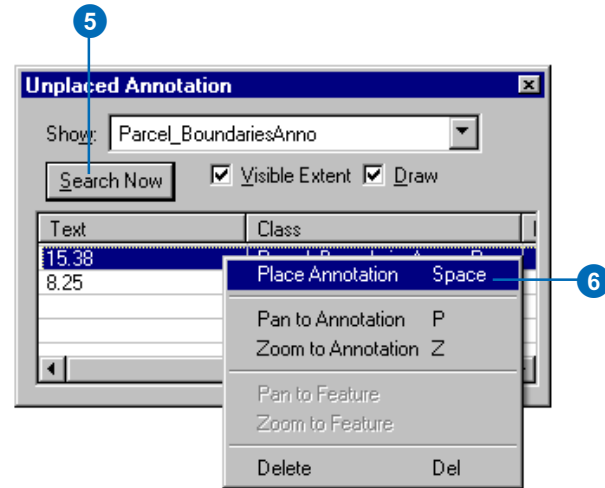 5
Unplaced Annotation
Show: Parcel_BoundariesAnno
Search Now Visible Extent Draw
Text Class
15.38
8.25
Place Annotation Space
6
Pan to Annotation P
Zoom to Annotation Z
Pan to Feature
Zoom to Feature
Delete Del